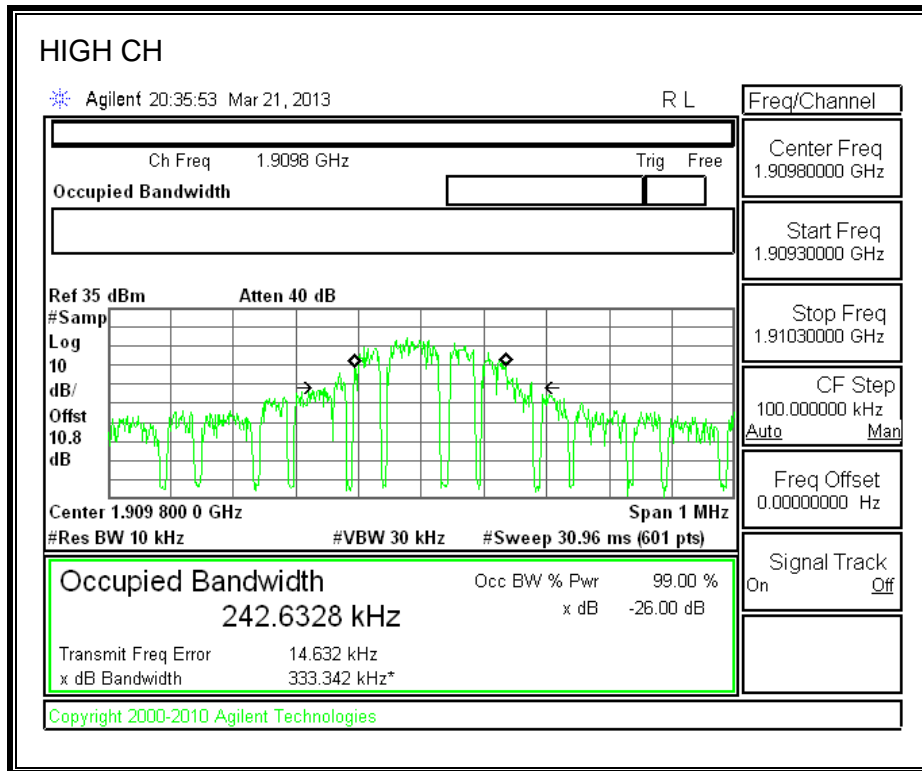 HIGH CH
Agilent 20:35:53 Mar 21, 2013 R L
Freq/Channel
Ch Freq 1.9098 GHz Trig Free
Occupied Bandwidth
Center Freq
1.90980000 GHz
Start Freq
1.90930000 GHz
Ref 35 dBm Atten 40 dB
#Samp
Log
10
dB/
Offst
10.8
dB
Stop Freq
1.91030000 GHz
CF Step
100.000000 kHz
Auto Man
Freq Offset
0.00000000 Hz
Center 1.909 800 0 GHz Span 1 MHz
#Res BW 10 kHz #VBW 30 kHz #Sweep 30.96 ms (601 pts)
Signal Track
On Off
Occupied Bandwidth Occ BW % Pwr 99.00 %
242.6328 kHz x dB -26.00 dB
Transmit Freq Error 14.632 kHz
x dB Bandwidth 333.342 kHz*
Copyright 2000-2010 Agilent Technologies